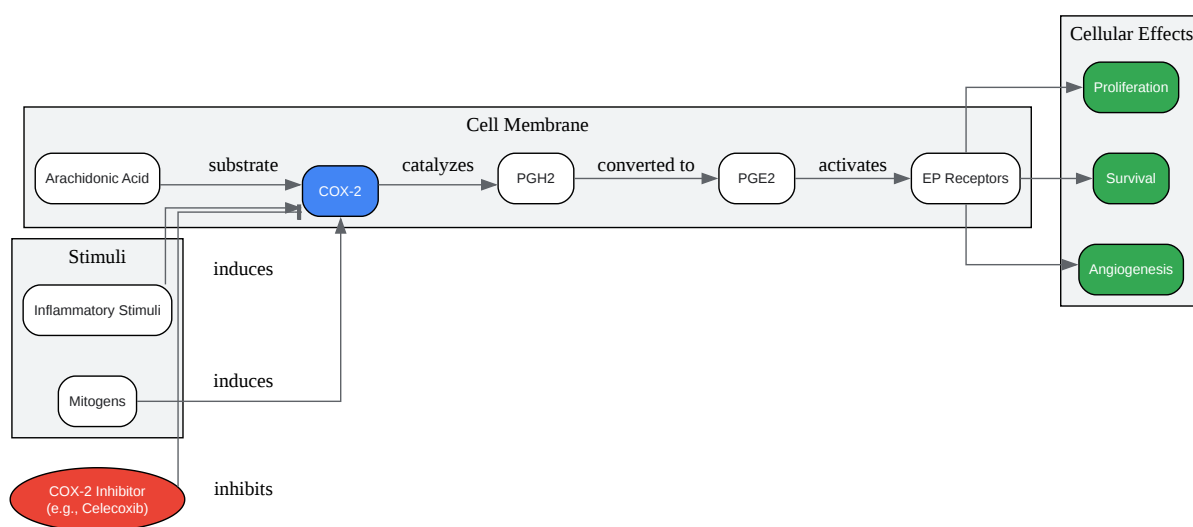 Cellular Effects
Proliferation
Cell Membrane
Arachidonic Acid
substrate
COX-2
catalyzes
PGH2
converted to
PGE2
activates
EP Receptors
Survival
Stimuli
induces
Angiogenesis
Inflammatory Stimuli
induces
Mitogens
COX-2 Inhibitor
(e.g., Celecoxib)
inhibits